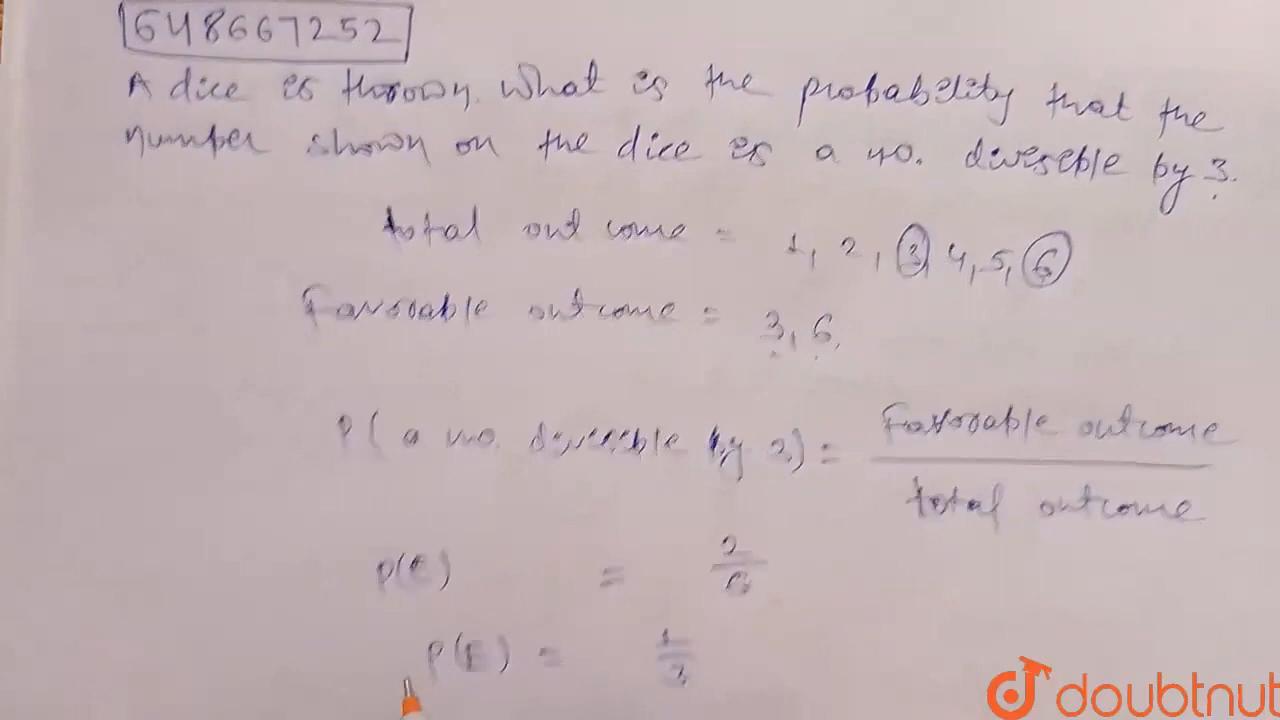 648667252
A dice is thrown. What is the probability that the
number shown on the dice is a no. divisible by 3.
total out come = 1, 2, 3, 4, 5, 6
Favorable outcome = 3, 6.
P( a no. divisible by 3) = Favorable outcome
total outcome
P(E) = 2
6
P(E) = 1
3
doubtnut